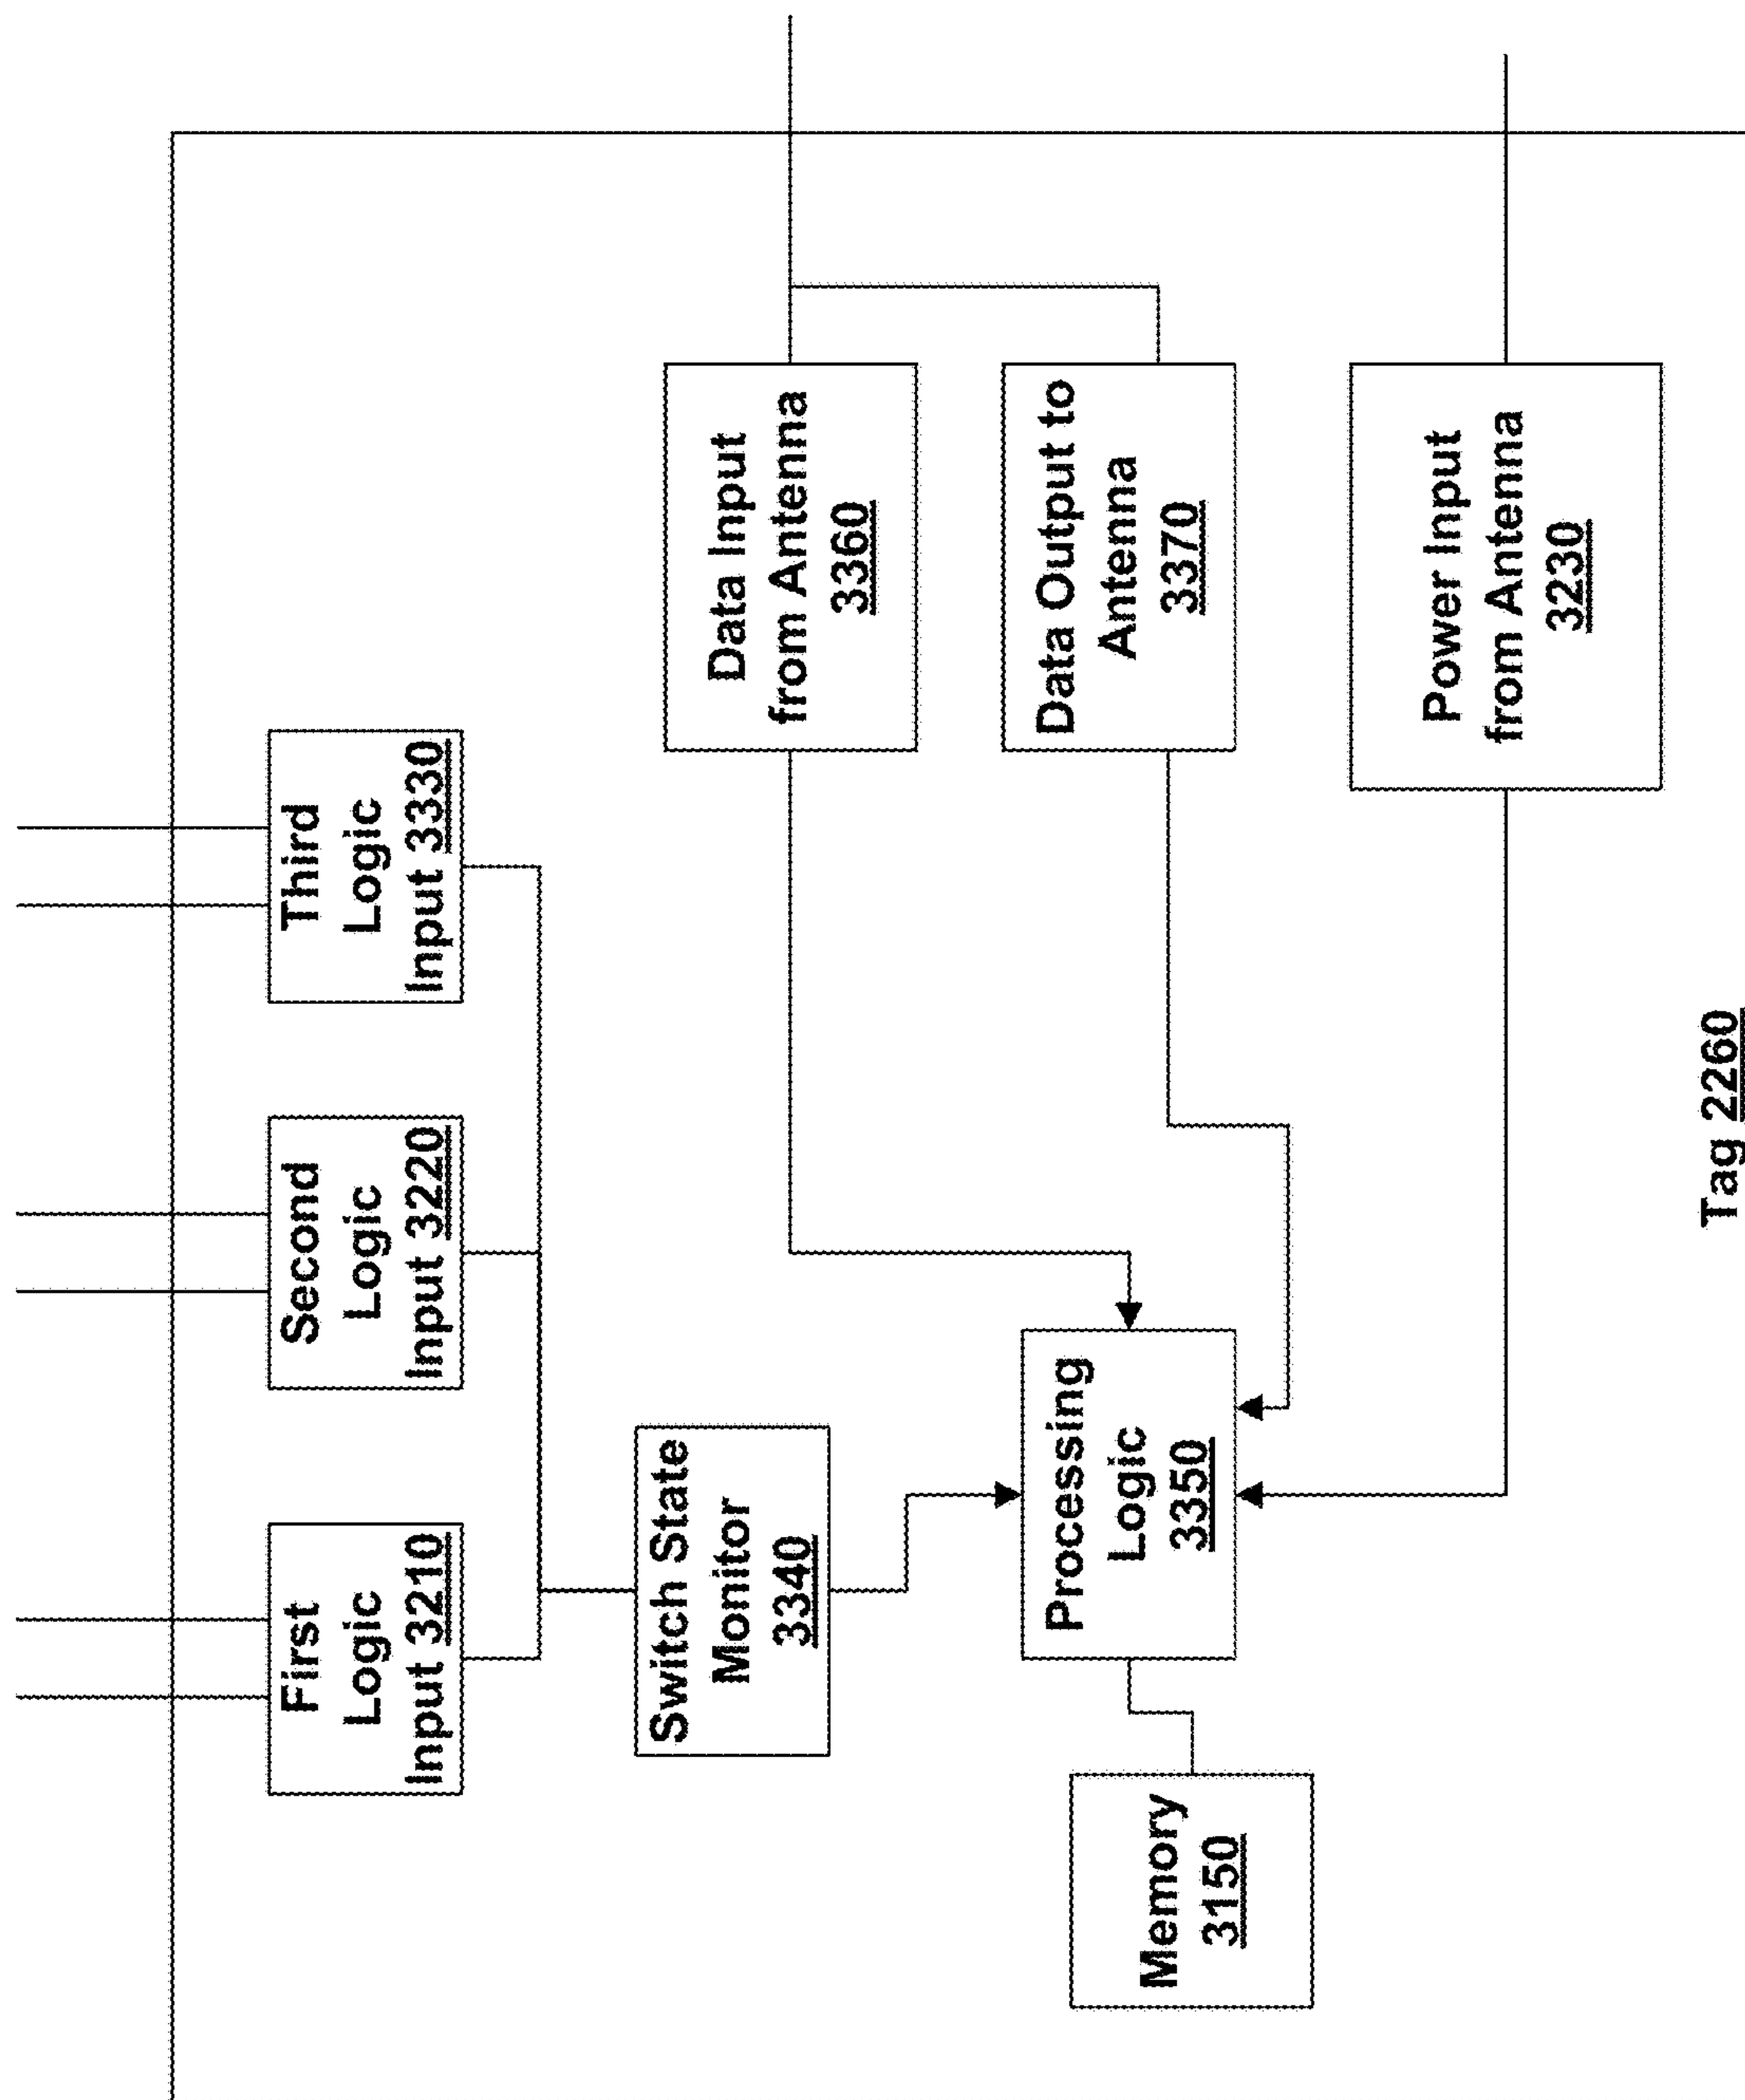 First
Logic
Input 3210
Second
Logic
Input 3220
Third
Logic
Input 3330
Switch State
Monitor
3340
Data Input
from Antenna
3360
Data Output to
Antenna
3370
Processing
Logic
3350
Memory
3150
Power Input
from Antenna
3230
Tag 2260